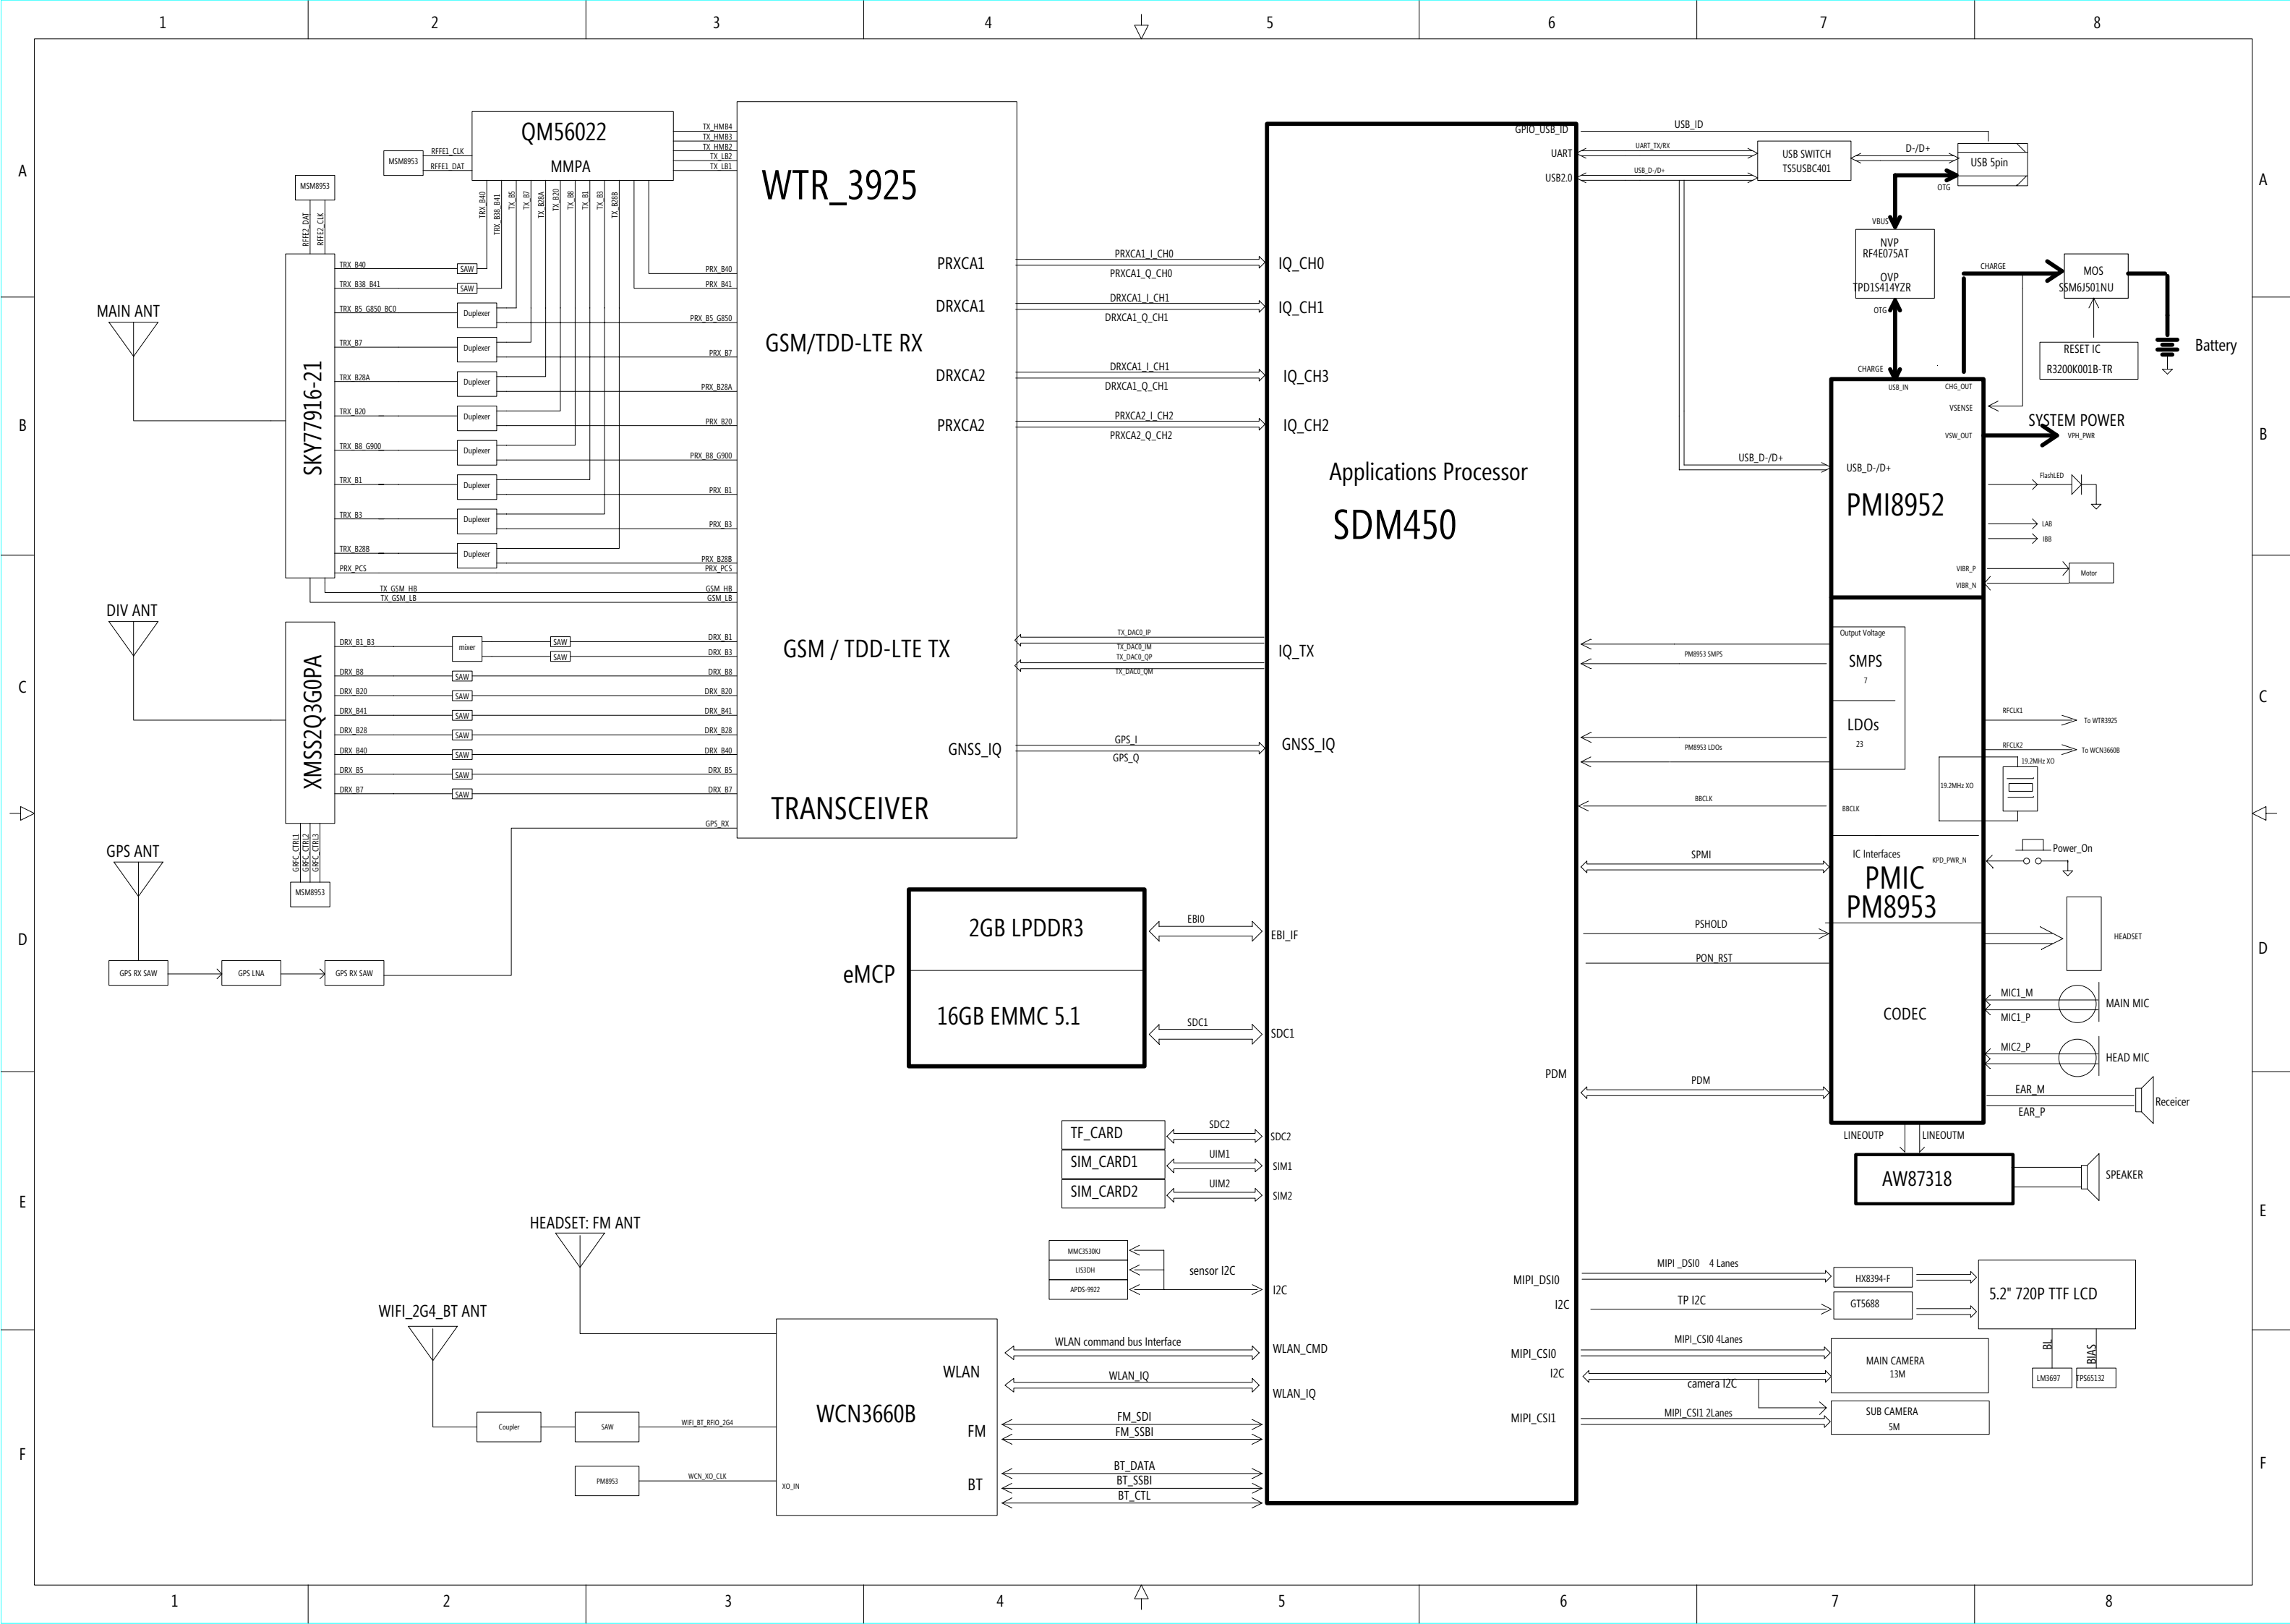 1 2 3 4 5 6 7 8
A
B
C
D
E
F
A
B
C
D
E
F
1 2 3 4 5 6 7 8
QM56022
MMPA
MSM8953
RFFE1_CLK
RFFE1_DAT
TX_HMB4
TX_HMB3
TX_HMB2
TX_LB2
TX_LB1
TRX_B40
TRX_B38_B41
TX_B5
TX_B7
TX_B28A
TX_B20
TX_B8
TX_B1
TX_B3
TX_B28B
MSM8953
RFFE2_DAT
RFFE2_CLK
MAIN ANT
SKY77916-21
TRX_B40
SAW
PRX_B40
TRX_B38_B41
SAW
PRX_B41
TRX_B5_G850_BC0
Duplexer
PRX_B5_G850
TRX_B7
Duplexer
PRX_B7
TRX_B28A
Duplexer
PRX_B28A
TRX_B20
Duplexer
PRX_B20
TRX_B8_G900
Duplexer
PRX_B8_G900
TRX_B1
Duplexer
PRX_B1
TRX_B3
Duplexer
PRX_B3
TRX_B28B
Duplexer
PRX_B28B
PRX_PCS
PRX_PCS
TX_GSM_HB
GSM_HB
TX_GSM_LB
GSM_LB
DIV ANT
XMSS2Q3G0PA
DRX_B1_B3
mixer
SAW
DRX_B1
SAW
DRX_B3
DRX_B8
SAW
DRX_B8
DRX_B20
SAW
DRX_B20
DRX_B41
SAW
DRX_B41
DRX_B28
SAW
DRX_B28
DRX_B40
SAW
DRX_B40
DRX_B5
SAW
DRX_B5
DRX_B7
SAW
DRX_B7
GRFC_CTRL1
GRFC_CTRL2
GRFC_CTRL3
MSM8953
GPS_RX
GPS ANT
GPS RX SAW
GPS LNA
GPS RX SAW
WTR_3925
PRXCA1
DRXCA1
GSM/TDD-LTE RX
DRXCA2
PRXCA2
GSM / TDD-LTE TX
GNSS_IQ
TRANSCEIVER
PRXCA1_I_CH0
PRXCA1_Q_CH0
DRXCA1_I_CH1
DRXCA1_Q_CH1
DRXCA1_I_CH1
DRXCA1_Q_CH1
PRXCA2_I_CH2
PRXCA2_Q_CH2
TX_DAC0_IP
TX_DAC0_IM
TX_DAC0_QP
TX_DAC0_QM
GPS_I
GPS_Q
eMCP
2GB LPDDR3
16GB EMMC 5.1
EBI0
SDC1
TF_CARD
SDC2
SIM_CARD1
UIM1
SIM_CARD2
UIM2
MMC3530KJ
LIS3DH
APDS-9922
sensor I2C
HEADSET: FM ANT
WIFI_2G4_BT ANT
Coupler
SAW
WIFI_BT_RFIO_2G4
PM8953
WCN_XO_CLK
XO_IN
WCN3660B
WLAN
FM
BT
WLAN command bus Interface
WLAN_IQ
FM_SDI
FM_SSBI
BT_DATA
BT_SSBI
BT_CTL
Applications Processor
SDM450
IQ_CH0
IQ_CH1
IQ_CH3
IQ_CH2
IQ_TX
GNSS_IQ
EBI_IF
SDC1
SDC2
SIM1
SIM2
I2C
WLAN_CMD
WLAN_IQ
GPIO_USB_ID
UART
USB2.0
PDM
MIPI_DSI0
I2C
MIPI_CSI0
I2C
MIPI_CSI1
USB_ID
UART_TX/RX
USB_D-/D+
USB SWITCH
TS5USBC401
D-/D+
USB 5pin
OTG
VBUS
NVP
RF4E075AT
OVP
TPD1S414YZR
OTG
CHARGE
CHARGE
MOS
SSM6J501NU
RESET IC
R3200K001B-TR
Battery
USB_IN
CHG_OUT
VSENSE
VSW_OUT
SYSTEM POWER
VPH_PWR
USB_D-/D+
USB_D-/D+
PMI8952
FlashLED
LAB
IBB
VIBR_P
VIBR_N
Motor
Output Voltage
SMPS
7
LDOs
23
PM8953 SMPS
PM8953 LDOs
RFCLK1
To WTR3925
RFCLK2
To WCN3660B
19.2MHz XO
19.2MHz XO
BBCLK
BBCLK
IC Interfaces
KPD_PWR_N
Power_On
SPMI
PMIC
PM8953
PSHOLD
PON_RST
HEADSET
CODEC
MIC1_M
MIC1_P
MAIN MIC
MIC2_P
HEAD MIC
PDM
EAR_M
EAR_P
Receicer
LINEOUTP
LINEOUTM
AW87318
SPEAKER
MIPI _DSI0 4 Lanes
HX8394-F
TP I2C
GT5688
5.2" 720P TTF LCD
BL
BIAS
LM3697
TPS65132
MIPI_CSI0 4Lanes
MAIN CAMERA
13M
camera I2C
MIPI_CSI1 2Lanes
SUB CAMERA
5M